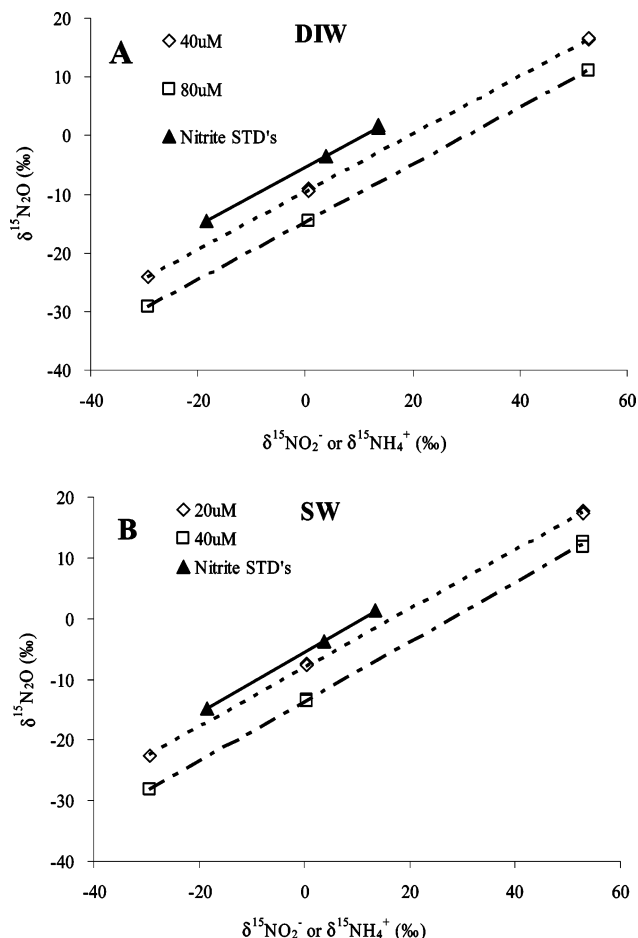 A
DIW
40uM
80uM
Nitrite STD's
20
10
0
-10
-20
-30
-40
δ¹⁵N₂O (‰)
-40 -20 0 20 40 60
δ¹⁵NO₂⁻ or δ¹⁵NH₄⁺ (‰)
B
SW
20uM
40uM
Nitrite STD's
20
10
0
-10
-20
-30
-40
δ¹⁵N₂O (‰)
-40 -20 0 20 40 60
δ¹⁵NO₂⁻ or δ¹⁵NH₄⁺ (‰)